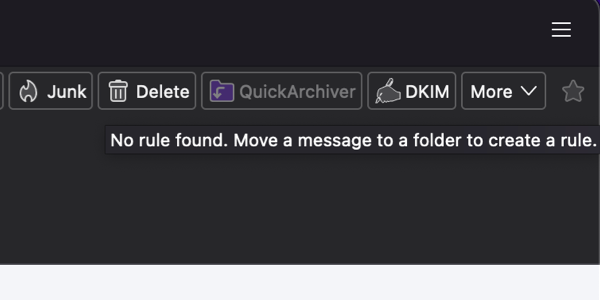 Junk Delete QuickArchiver DKIM More
No rule found. Move a message to a folder to create a rule.